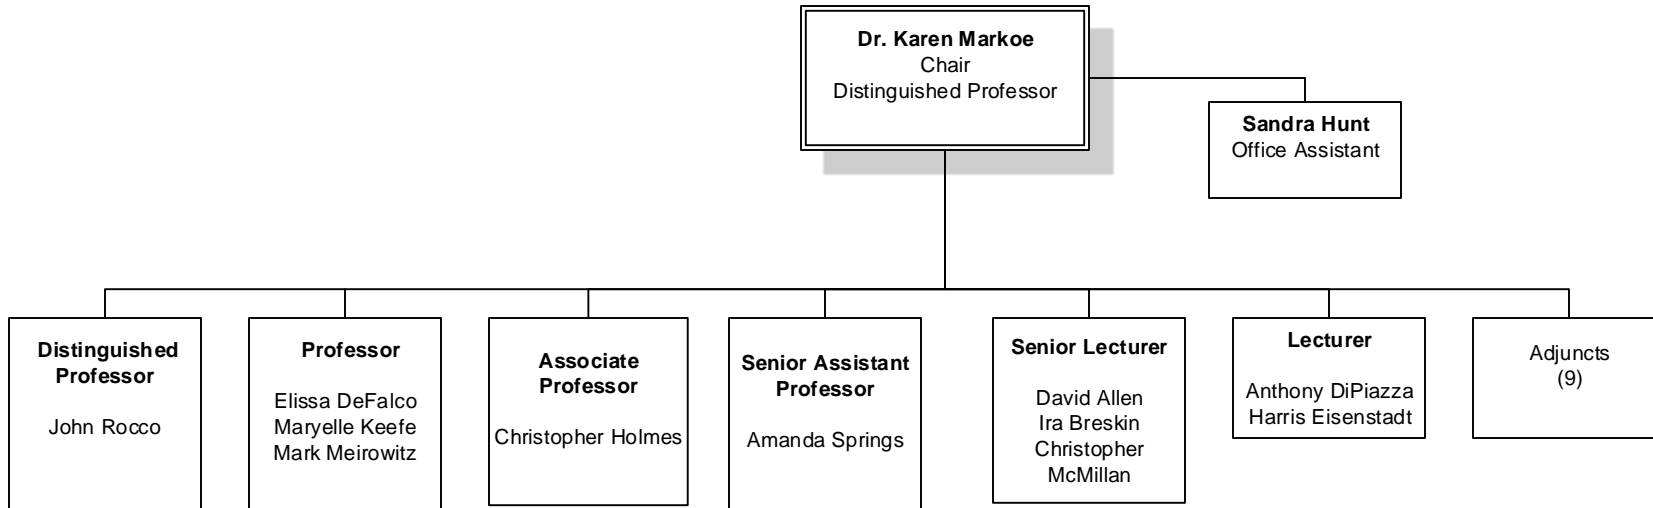 Dr. Karen Markoe
Chair
Distinguished Professor
Sandra Hunt
Office Assistant
Distinguished
Professor
John Rocco
Professor
Elissa DeFalco
Maryelle Keefe
Mark Meirowitz
Associate
Professor
Christopher Holmes
Senior Assistant
Professor
Amanda Springs
Senior Lecturer
David Allen
Ira Breskin
Christopher
McMillan
Lecturer
Anthony DiPiazza
Harris Eisenstadt
Adjuncts
(9)